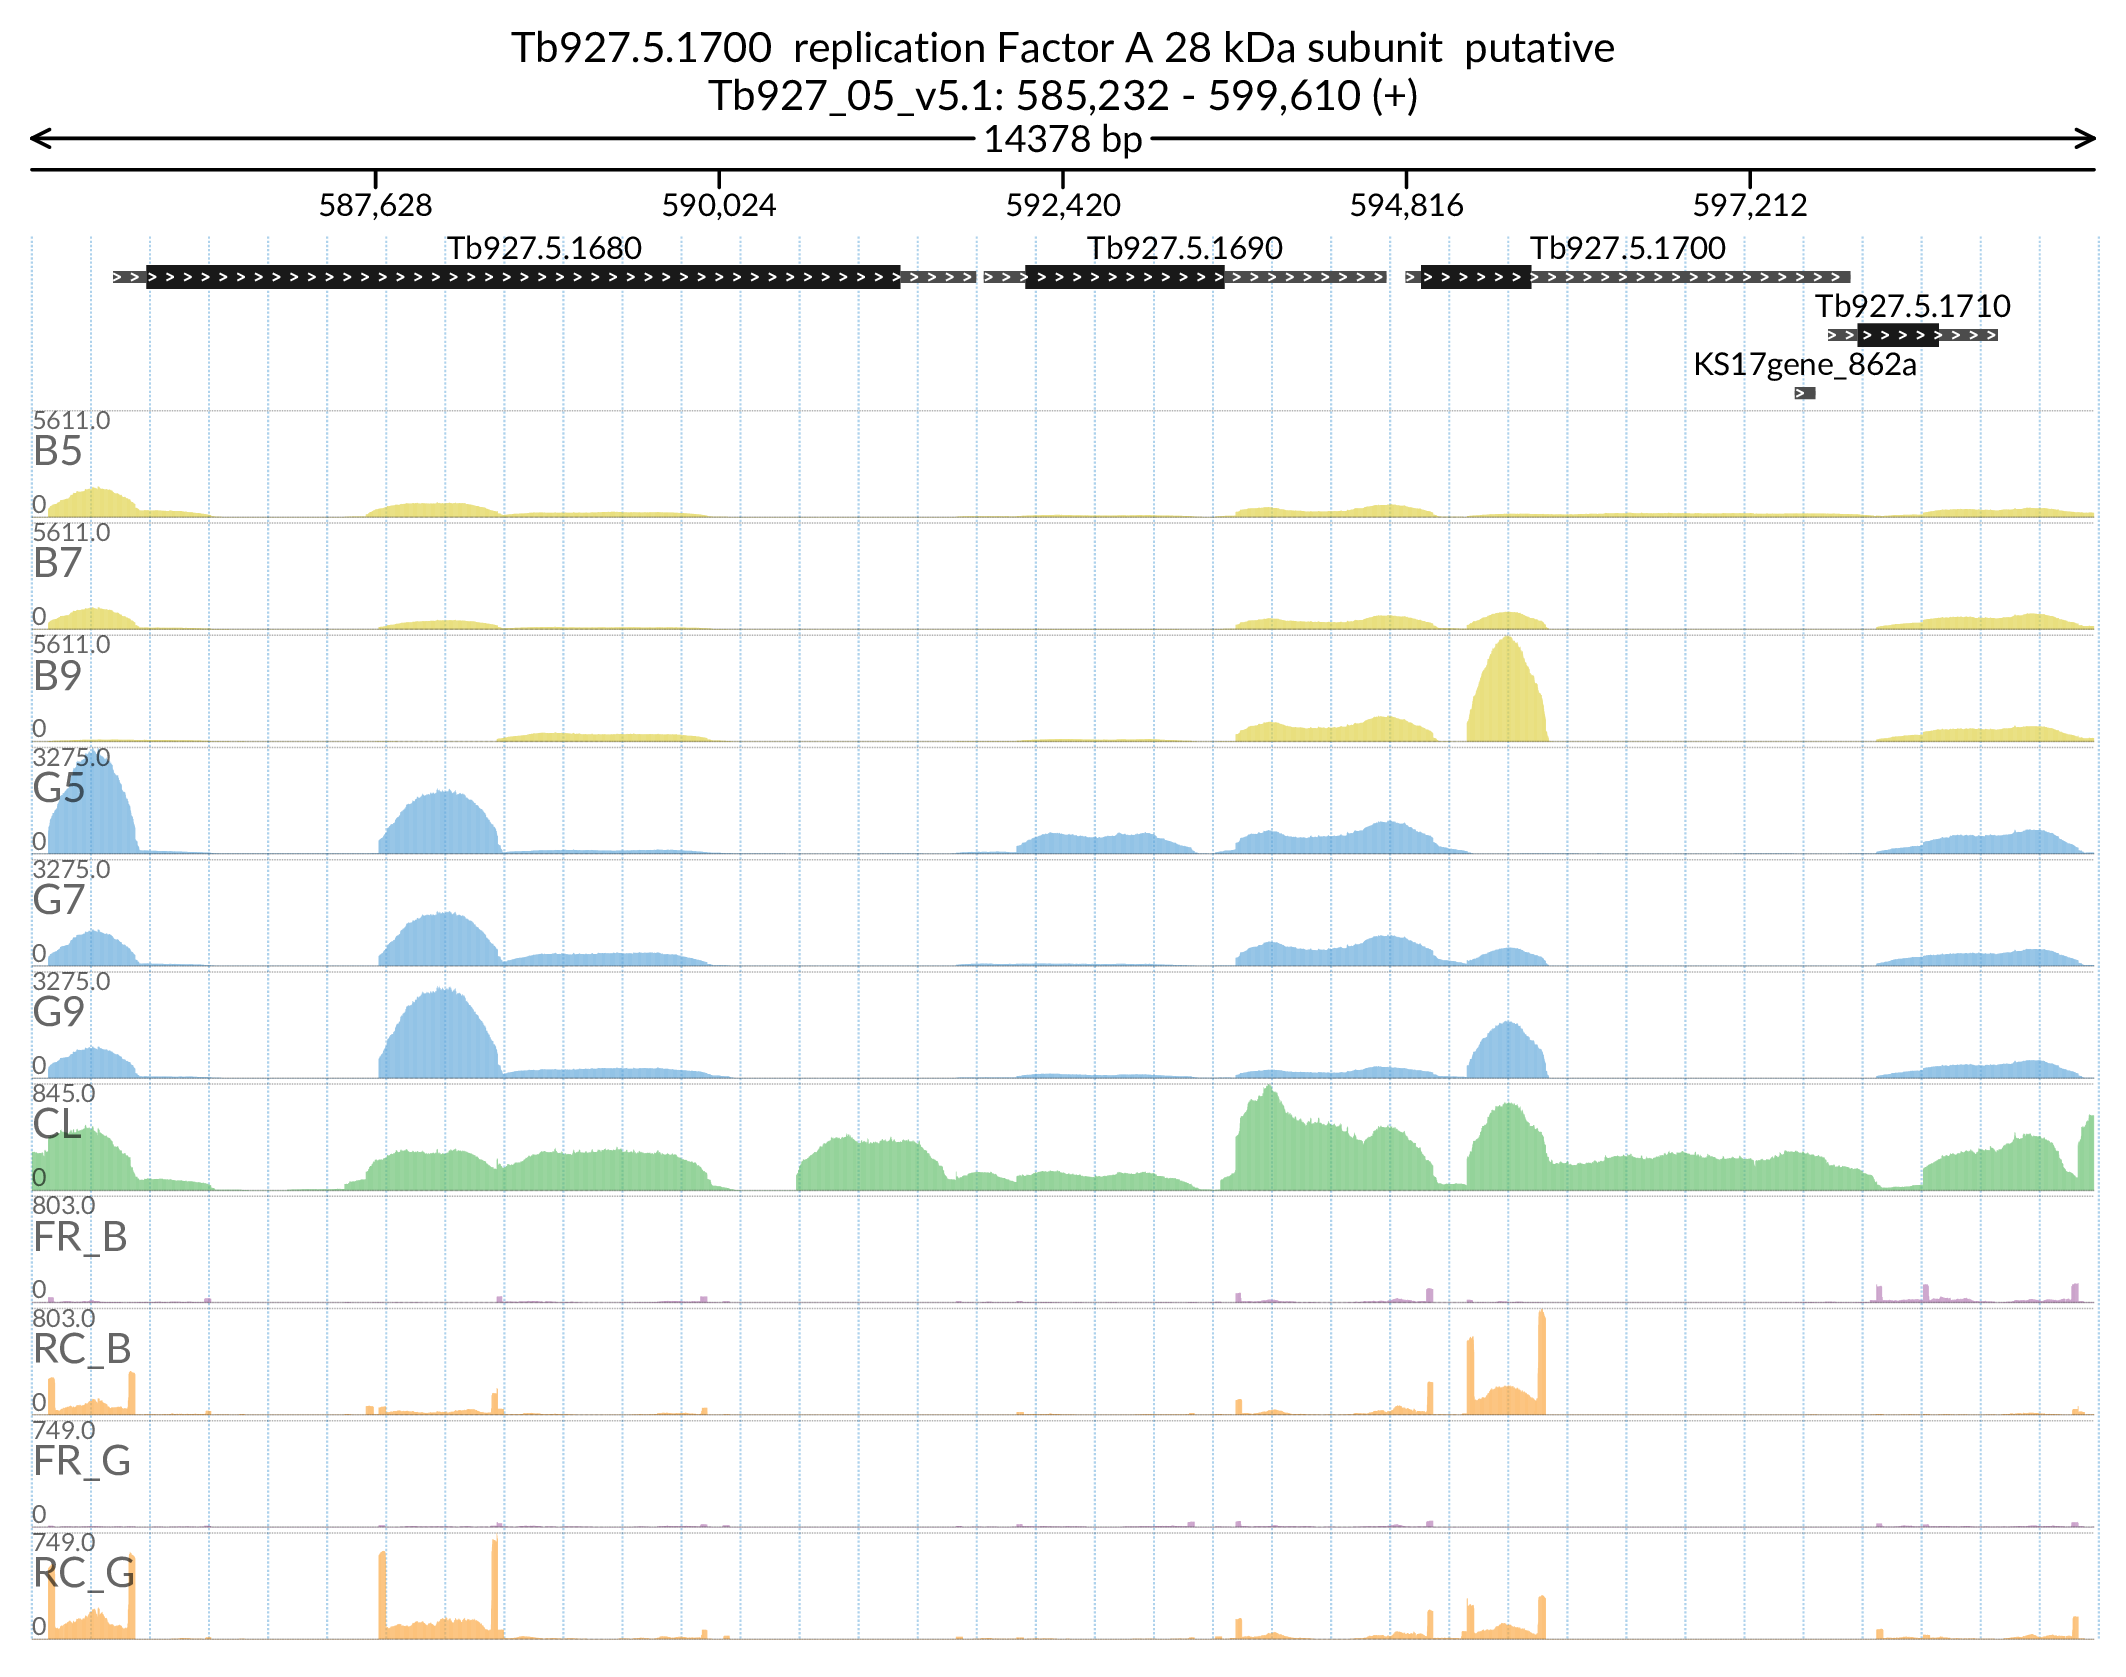 Tb927.5.1700 replication Factor A 28 kDa subunit putative
Tb927_05_v5.1: 585,232 - 599,610 (+)
14378 bp
587,628 590,024 592,420 594,816 597,212
Tb927.5.1680 Tb927.5.1690 Tb927.5.1700
Tb927.5.1710
KS17gene_862a
5611.0
B5
0
5611.0
B7
0
5611.0
B9
0
3275.0
G5
0
3275.0
G7
0
3275.0
G9
0
845.0
CL
0
803.0
FR_B
0
803.0
RC_B
0
749.0
FR_G
0
749.0
RC_G
0